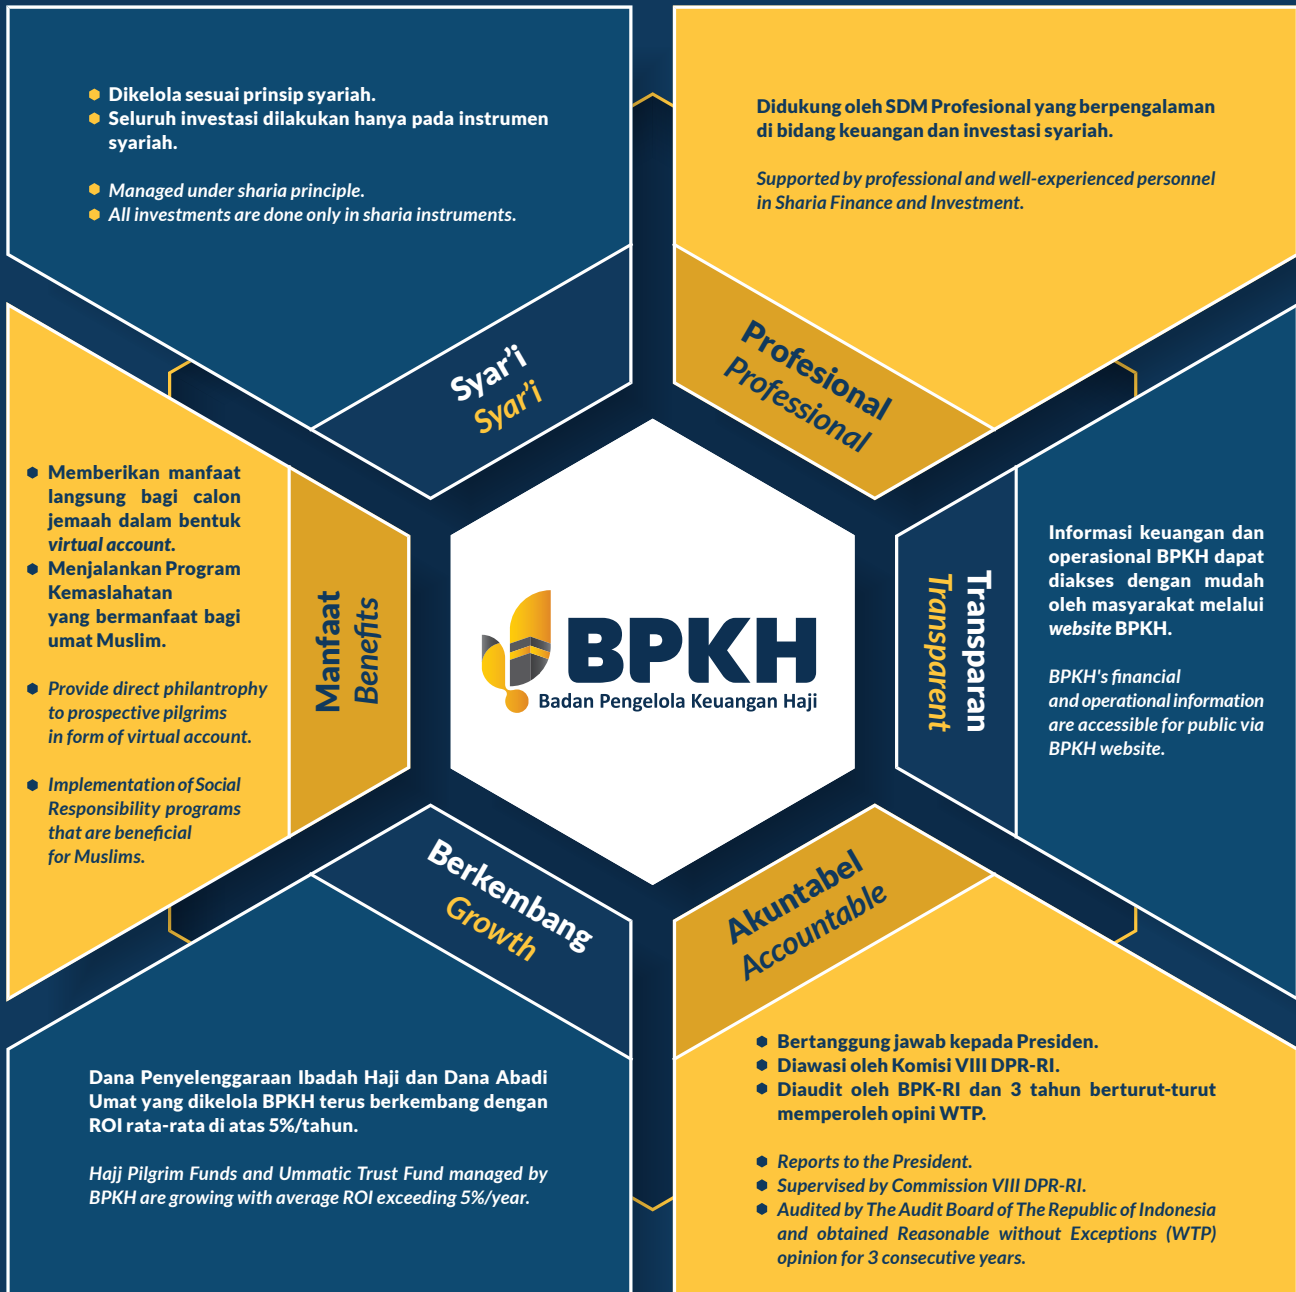 Dikelola sesuai prinsip syariah.
Seluruh investasi dilakukan hanya pada instrumen
syariah.
Managed under sharia principle.
All investments are done only in sharia instruments.
Syar’i
Syar’i
Didukung oleh SDM Profesional yang berpengalaman
di bidang keuangan dan investasi syariah.
Supported by professional and well-experienced personnel
in Sharia Finance and Investment.
Profesional
Professional
Memberikan manfaat
langsung bagi calon
jemaah dalam bentuk
virtual account.
Menjalankan Program
Kemaslahatan
yang bermanfaat bagi
umat Muslim.
Provide direct philantrophy
to prospective pilgrims
in form of virtual account.
Implementation of Social
Responsibility programs
that are beneficial
for Muslims.
Manfaat
Benefits
BPKH
Badan Pengelola Keuangan Haji
Transparan
Transparent
Informasi keuangan dan
operasional BPKH dapat
diakses dengan mudah
oleh masyarakat melalui
website BPKH.
BPKH's financial
and operational information
are accessible for public via
BPKH website.
Berkembang
Growth
Dana Penyelenggaraan Ibadah Haji dan Dana Abadi
Umat yang dikelola BPKH terus berkembang dengan
ROI rata-rata di atas 5%/tahun.
Hajj Pilgrim Funds and Ummatic Trust Fund managed by
BPKH are growing with average ROI exceeding 5%/year.
Akuntabel
Accountable
Bertanggung jawab kepada Presiden.
Diawasi oleh Komisi VIII DPR-RI.
Diaudit oleh BPK-RI dan 3 tahun berturut-turut
memperoleh opini WTP.
Reports to the President.
Supervised by Commission VIII DPR-RI.
Audited by The Audit Board of The Republic of Indonesia
and obtained Reasonable without Exceptions (WTP)
opinion for 3 consecutive years.